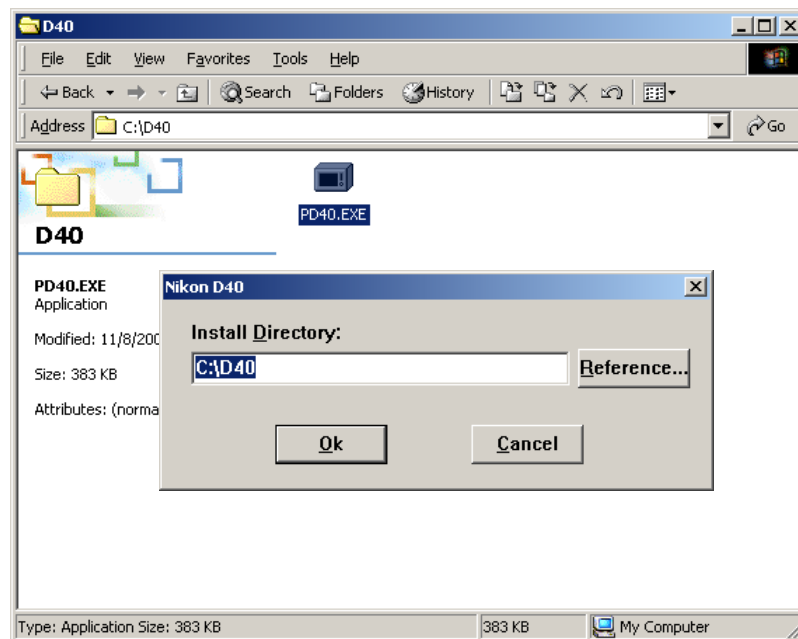 D40
File Edit View Favorites Tools Help
Back Search Folders History
Address C:\D40 Go
PD40.EXE
D40
PD40.EXE
Application
Modified: 11/8/200
Size: 383 KB
Attributes: (norma
Nikon D40
Install Directory:
C:\D40 Reference...
Ok Cancel
Type: Application Size: 383 KB 383 KB My Computer